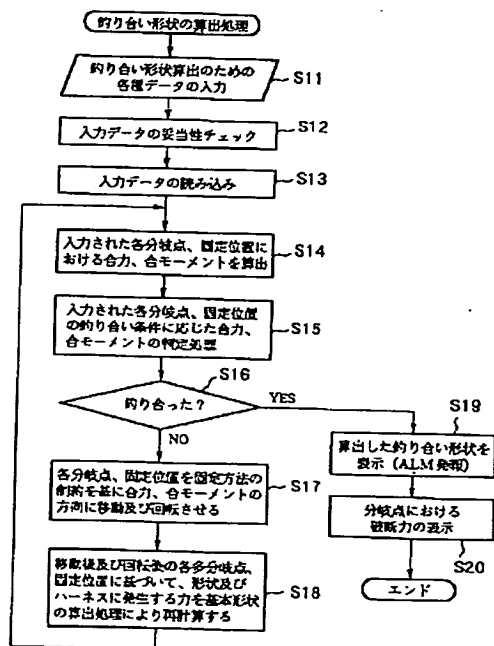 釣り合い形状の算出処理
釣り合い形状算出のための
各種データの入力
S11
入力データの妥当性チェック
S12
入力データの読み込み
S13
入力された各分岐点、固定位置に
おける合力、合モーメントを算出
S14
入力された各分岐点、固定位置
の釣り合い条件に応じた合力、
合モーメントの判定処理
S15
釣り合った?
S16
YES
NO
各分岐点、固定位置を固定方法の
制約を基に合力、合モーメントの
方向に移動及び回転させる
S17
移動後及び回転後の各多分岐点、
固定位置に基づいて、形状及び
ハーネスに発生する力を基本形状
の算出処理により再計算する
S18
S19
算出した釣り合い形状を
表示(ALM発報)
分岐点における
破断力の表示
S20
エンド